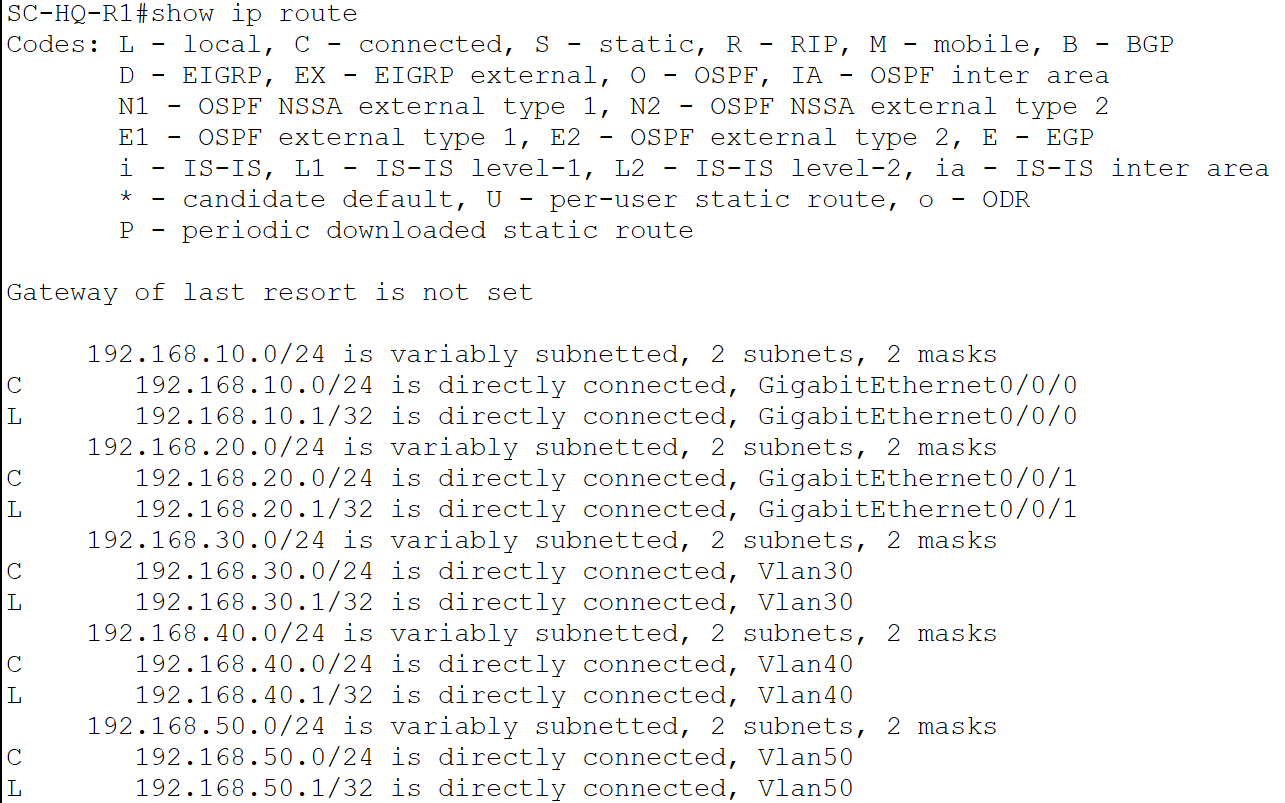 SC-HQ-R1#show ip route
Codes: L - local, C - connected, S - static, R - RIP, M - mobile, B - BGP
       D - EIGRP, EX - EIGRP external, O - OSPF, IA - OSPF inter area
       N1 - OSPF NSSA external type 1, N2 - OSPF NSSA external type 2
       E1 - OSPF external type 1, E2 - OSPF external type 2, E - EGP
       i - IS-IS, L1 - IS-IS level-1, L2 - IS-IS level-2, ia - IS-IS inter area
       * - candidate default, U - per-user static route, o - ODR
       P - periodic downloaded static route

Gateway of last resort is not set

     192.168.10.0/24 is variably subnetted, 2 subnets, 2 masks
C       192.168.10.0/24 is directly connected, GigabitEthernet0/0/0
L       192.168.10.1/32 is directly connected, GigabitEthernet0/0/0
     192.168.20.0/24 is variably subnetted, 2 subnets, 2 masks
C       192.168.20.0/24 is directly connected, GigabitEthernet0/0/1
L       192.168.20.1/32 is directly connected, GigabitEthernet0/0/1
     192.168.30.0/24 is variably subnetted, 2 subnets, 2 masks
C       192.168.30.0/24 is directly connected, Vlan30
L       192.168.30.1/32 is directly connected, Vlan30
     192.168.40.0/24 is variably subnetted, 2 subnets, 2 masks
C       192.168.40.0/24 is directly connected, Vlan40
L       192.168.40.1/32 is directly connected, Vlan40
     192.168.50.0/24 is variably subnetted, 2 subnets, 2 masks
C       192.168.50.0/24 is directly connected, Vlan50
L       192.168.50.1/32 is directly connected, Vlan50